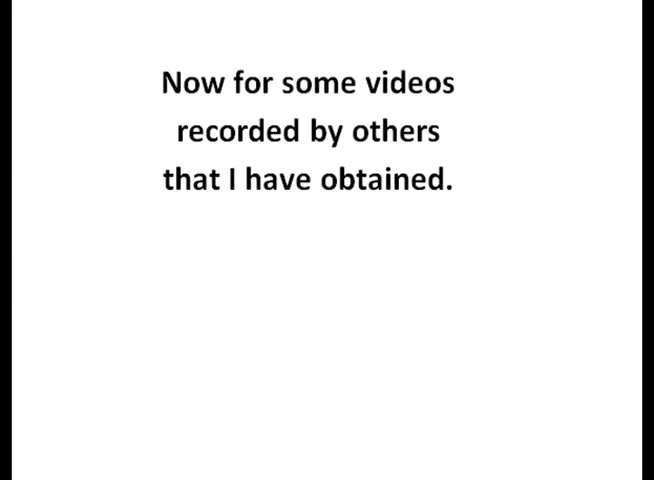 Now for some videos
recorded by others
that I have obtained.